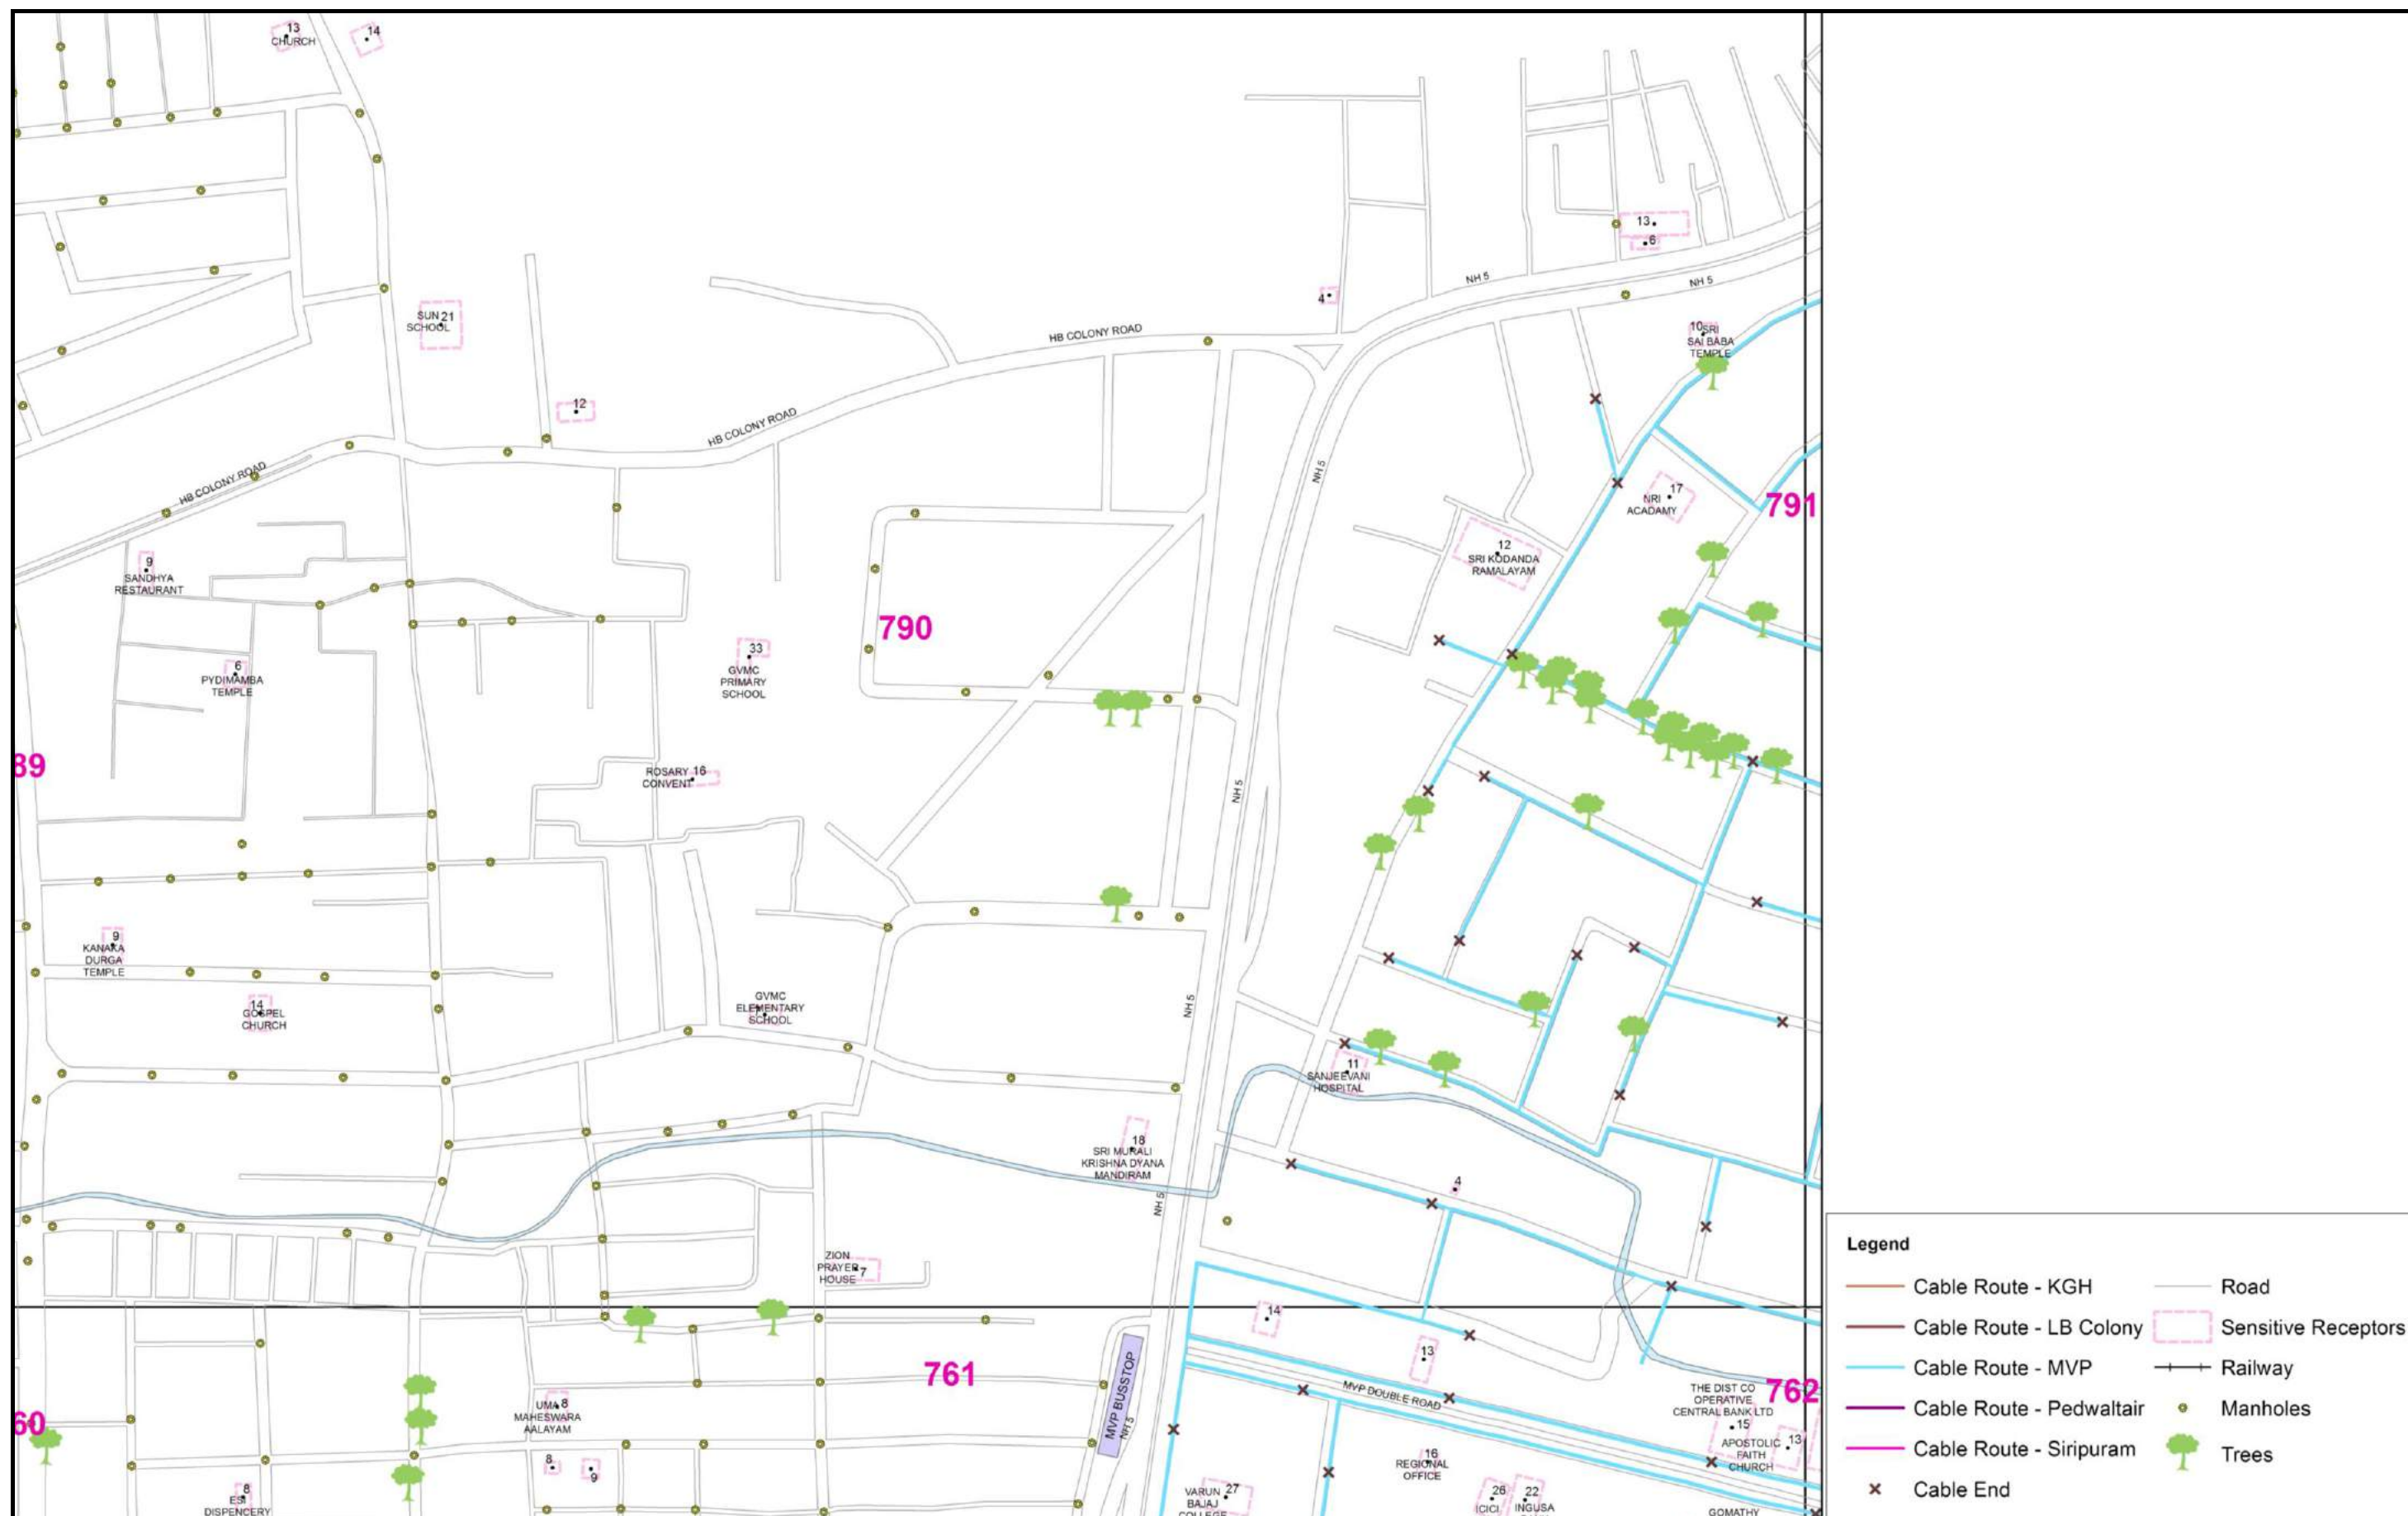 13
CHURCH
14
SUN 21
SCHOOL
12
HB COLONY ROAD
HB COLONY ROAD
HB COLONY ROAD
4
NH 5
NH 5
13
6
10 SRI
SAI BABA
TEMPLE
NH 5
17
NRI
ACADAMY
791
12
SRI KODANDA
RAMALAYAM
9
SANDHYA
RESTAURANT
6
PYDIMAMBA
TEMPLE
33
GVMC
PRIMARY
SCHOOL
790
89
ROSARY 16
CONVENT
NH 5
9
KANAKA
DURGA
TEMPLE
14
GOSPEL
CHURCH
GVMC
ELEMENTARY
SCHOOL
NH 5
11
SANJEEVANI
HOSPITAL
18
SRI MURALI
KRISHNA DYANA
MANDIRAM
NH 5
4
ZION
PRAYER
HOUSE 7
14
13
761
MVP BUSSTOP
NH 5
MVP DOUBLE ROAD
762
THE DIST CO
OPERATIVE
CENTRAL BANK LTD
15
13
APOSTOLIC
FAITH
CHURCH
60
UMA 8
MAHESWARA
AALAYAM
8
9
8
ESI
DISPENCERY
VARUN 27
BAJAJ
COLLEGE
16
REGIONAL
OFFICE
26
ICICI
22
INGUSA
GOMATHY
Legend
Cable Route - KGH
Cable Route - LB Colony
Cable Route - MVP
Cable Route - Pedwaltair
Cable Route - Siripuram
Cable End
Road
Sensitive Receptors
Railway
Manholes
Trees